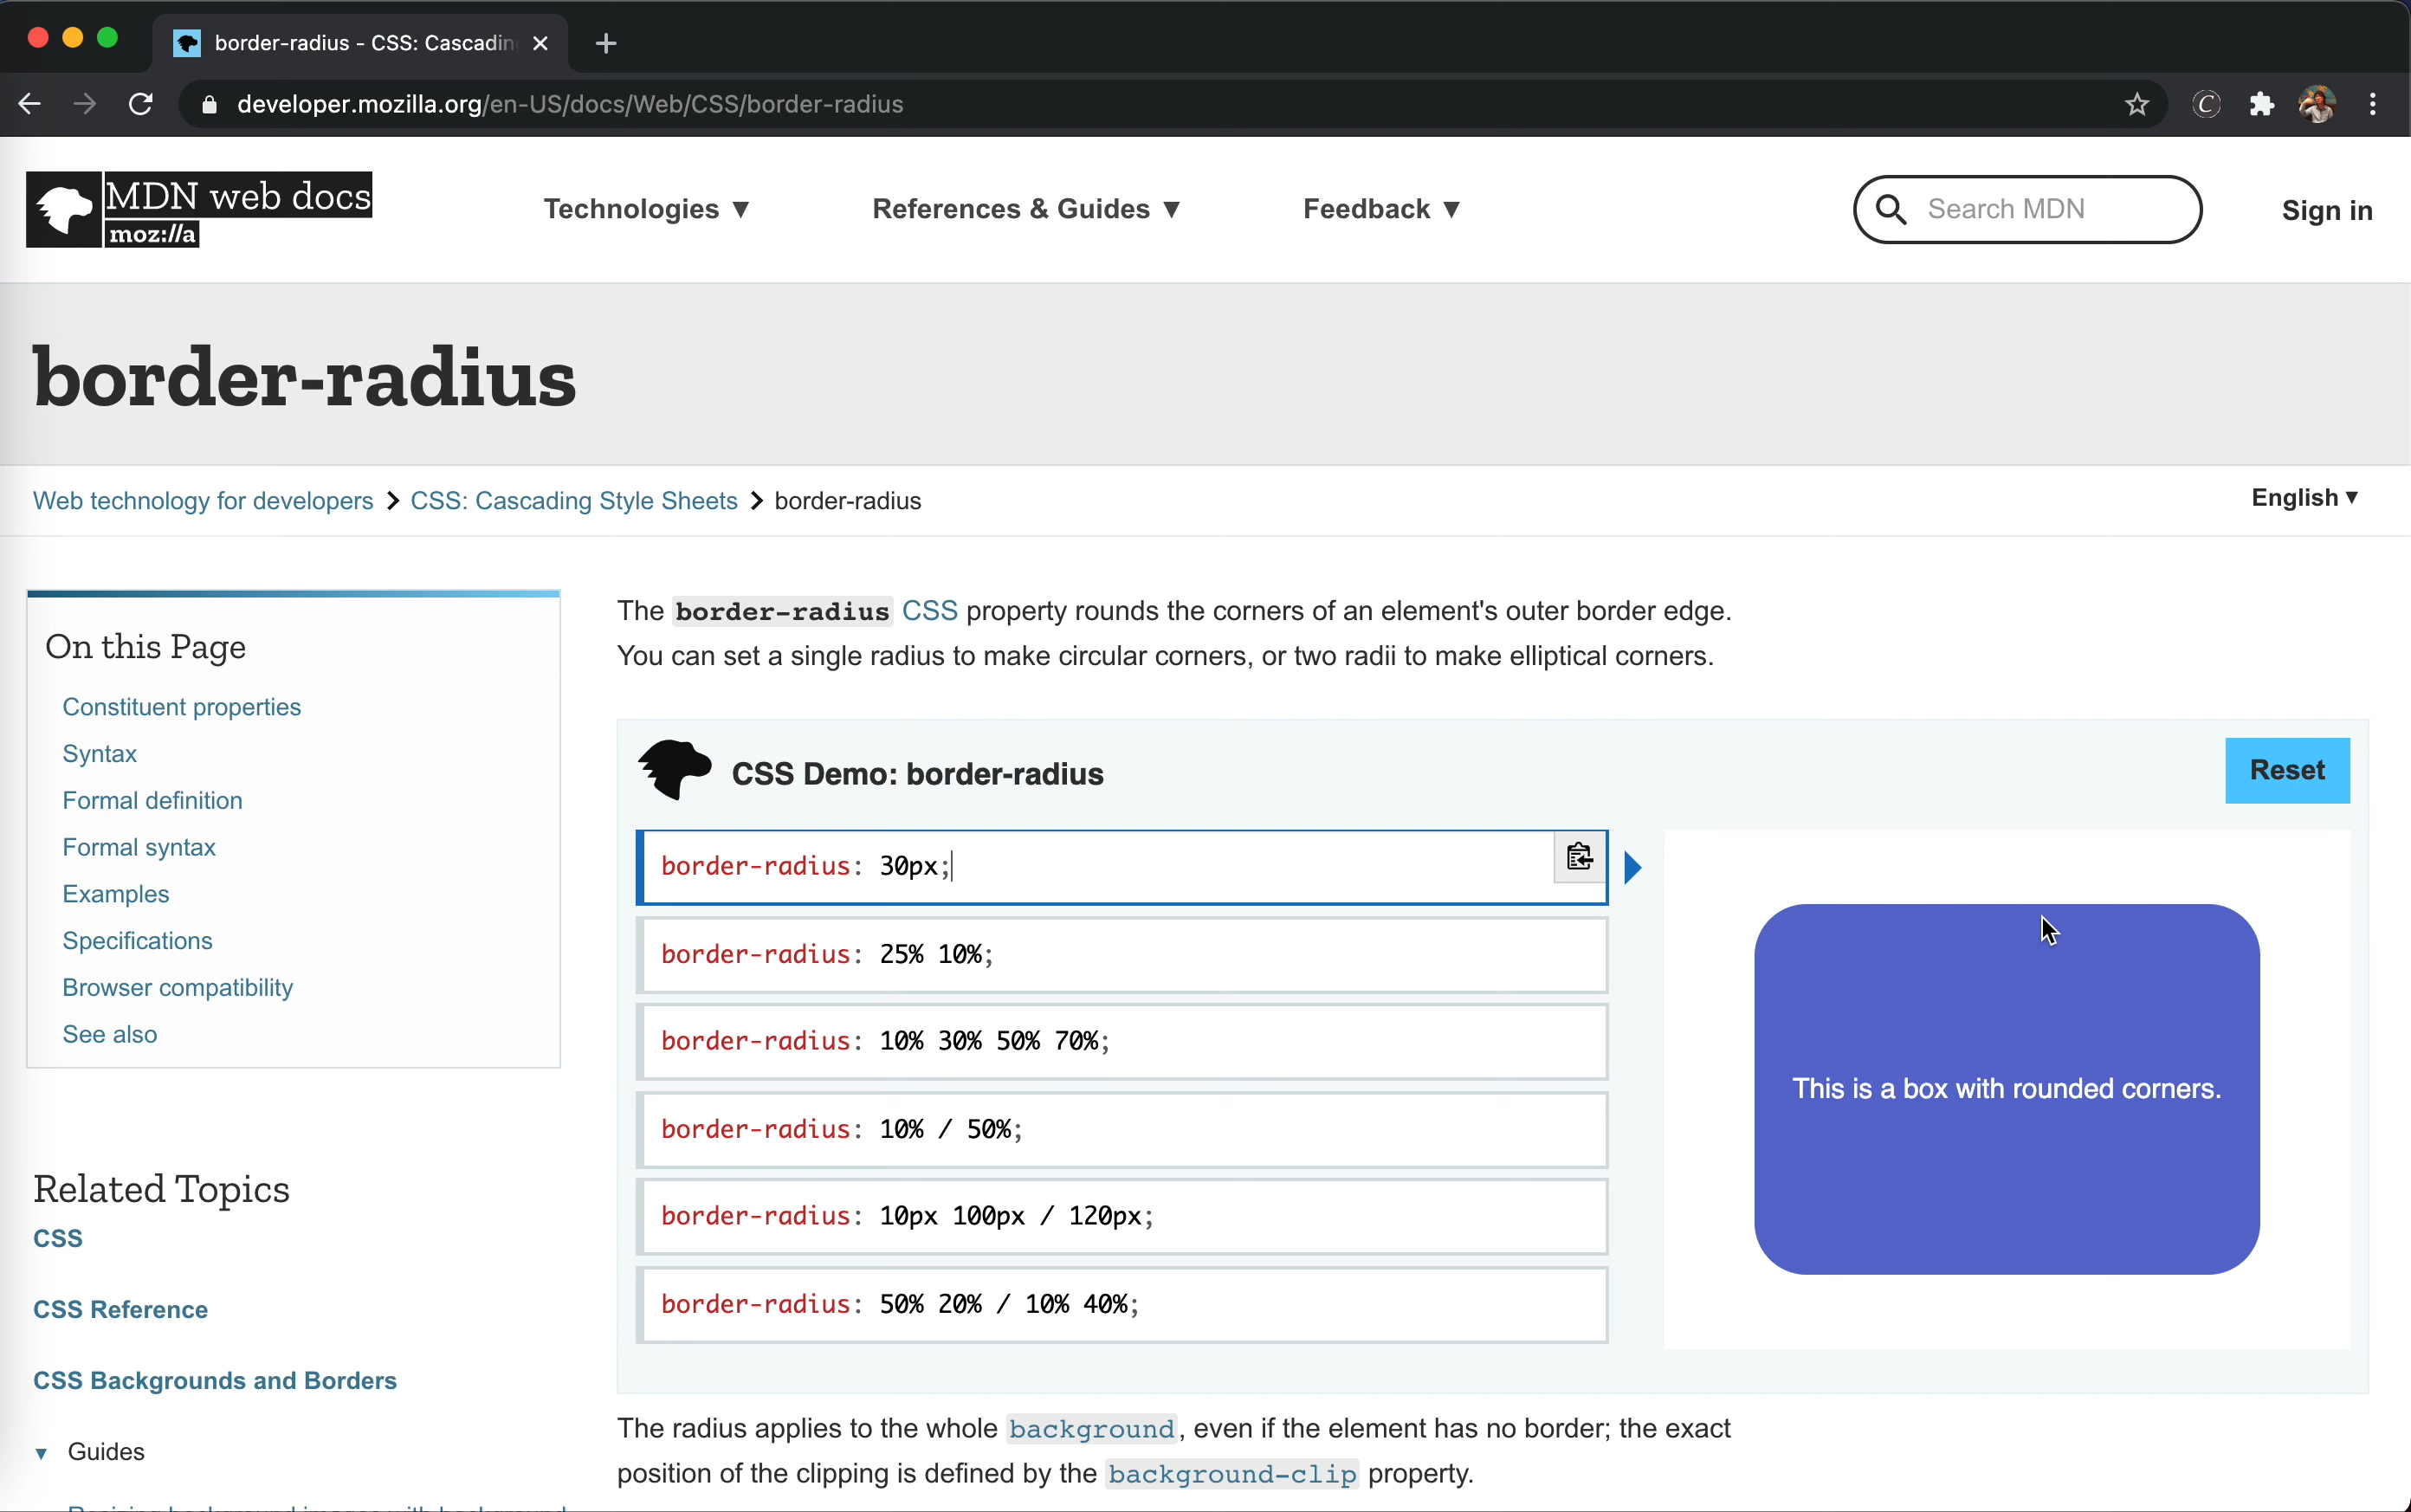 border-radius - CSS: Cascadin
developer.mozilla.org/en-US/docs/Web/CSS/border-radius
MDN web docs
moz://a
Technologies ▼
References & Guides ▼
Feedback ▼
Search MDN
Sign in
border-radius
Web technology for developers
CSS: Cascading Style Sheets
border-radius
English ▼
On this Page
Constituent properties
Syntax
Formal definition
Formal syntax
Examples
Specifications
Browser compatibility
See also
Related Topics
CSS
CSS Reference
CSS Backgrounds and Borders
▼ Guides
The border-radius CSS property rounds the corners of an element's outer border edge.
You can set a single radius to make circular corners, or two radii to make elliptical corners.
CSS Demo: border-radius
Reset
border-radius: 30px;
border-radius: 25% 10%;
border-radius: 10% 30% 50% 70%;
border-radius: 10% / 50%;
border-radius: 10px 100px / 120px;
border-radius: 50% 20% / 10% 40%;
This is a box with rounded corners.
The radius applies to the whole background, even if the element has no border; the exact
position of the clipping is defined by the background-clip property.